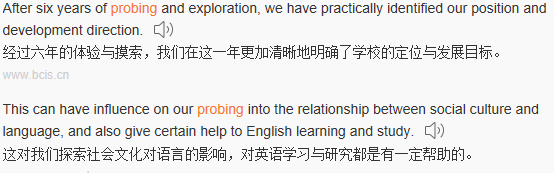 After six years of probing and exploration, we have practically identified our position and
development direction.
经过六年的体验与摸索，我们在这一年更加清晰地明确了学校的定位与发展目标。
www.bcis.cn
This can have influence on our probing into the relationship between social culture and
language, and also give certain help to English learning and study.
这对我们探索社会文化对语言的影响，对英语学习与研究都是有一定帮助的。